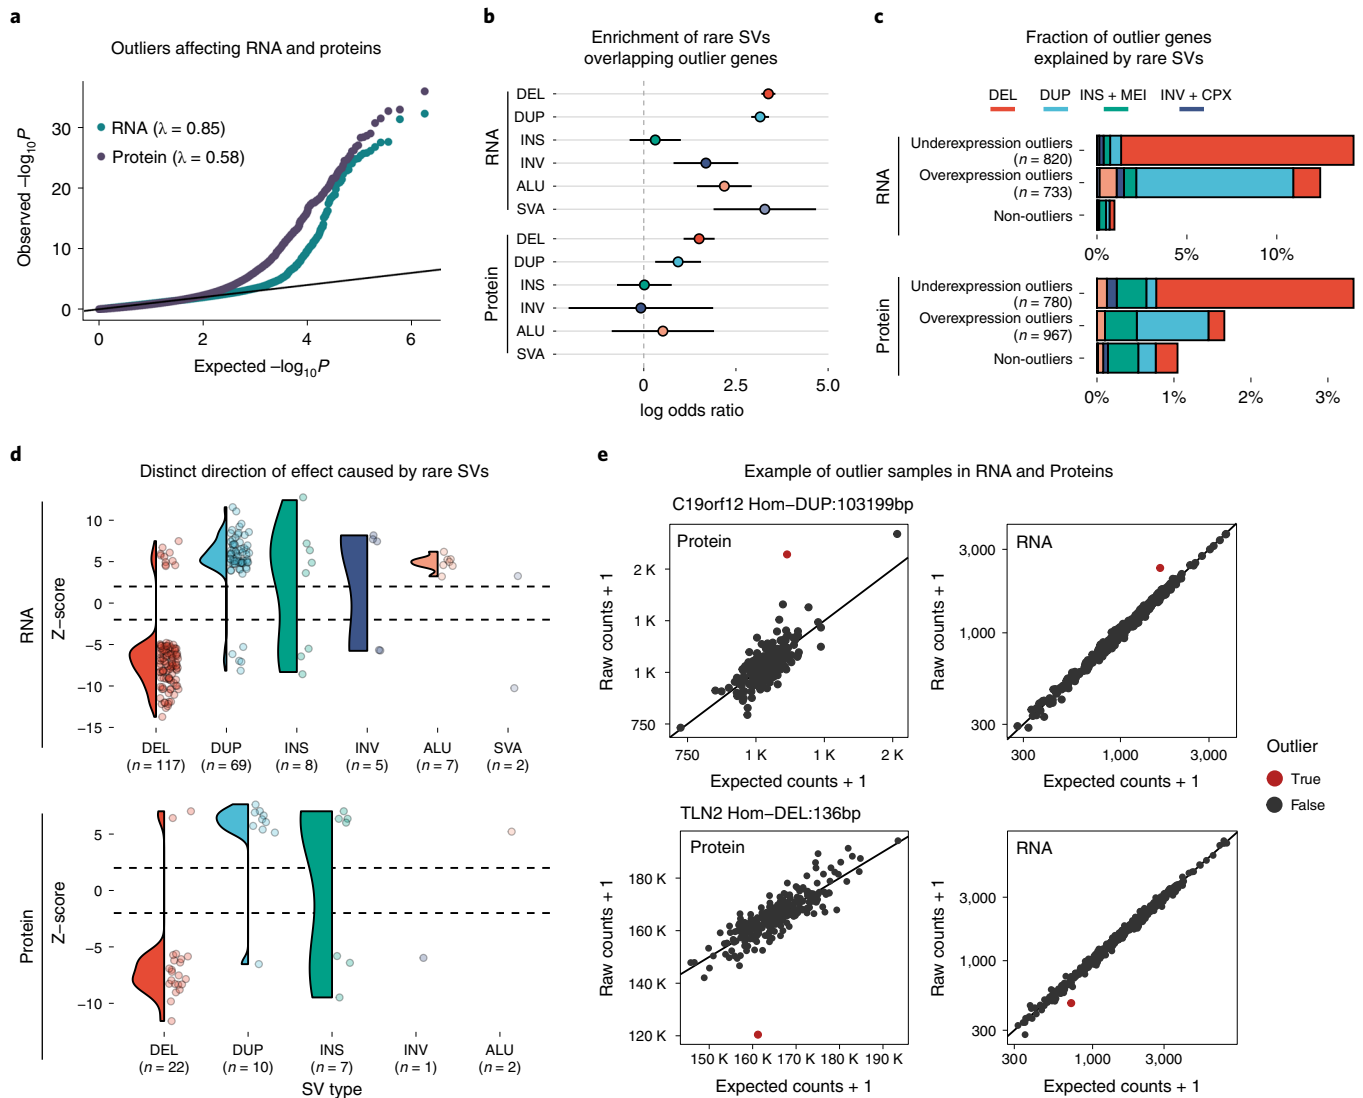 a
Outliers affecting RNA and proteins
Observed –log10P
30
20
10
0
RNA (λ = 0.85)
Protein (λ = 0.58)
0
2
4
6
Expected –log10P
b
Enrichment of rare SVs
overlapping outlier genes
RNA
DEL
DUP
INS
INV
ALU
SVA
Protein
DEL
DUP
INS
INV
ALU
SVA
0
2.5
5.0
log odds ratio
c
Fraction of outlier genes
explained by rare SVs
DEL
DUP
INS + MEI
INV + CPX
RNA
Underexpression outliers
(n = 820)
Overexpression outliers
(n = 733)
Non-outliers
0%
5%
10%
Protein
Underexpression outliers
(n = 780)
Overexpression outliers
(n = 967)
Non-outliers
0%
1%
2%
3%
d
Distinct direction of effect caused by rare SVs
RNA
Z-score
10
5
0
−5
−10
−15
DEL
(n = 117)
DUP
(n = 69)
INS
(n = 8)
INV
(n = 5)
ALU
(n = 7)
SVA
(n = 2)
Protein
Z-score
5
0
−5
−10
DEL
(n = 22)
DUP
(n = 10)
INS
(n = 7)
INV
(n = 1)
ALU
(n = 2)
SV type
e
Example of outlier samples in RNA and Proteins
C19orf12 Hom−DUP:103199bp
Protein
Raw counts + 1
2 K
1 K
1 K
750
750
1 K
1 K
2 K
Expected counts + 1
RNA
Raw counts + 1
3,000
1,000
300
300
1,000
3,000
Expected counts + 1
TLN2 Hom−DEL:136bp
Protein
Raw counts + 1
180 K
160 K
140 K
120 K
150 K
160 K
170 K
190 K
Expected counts + 1
RNA
Raw counts + 1
3,000
1,000
300
300
1,000
3,000
Expected counts + 1
Outlier
True
False